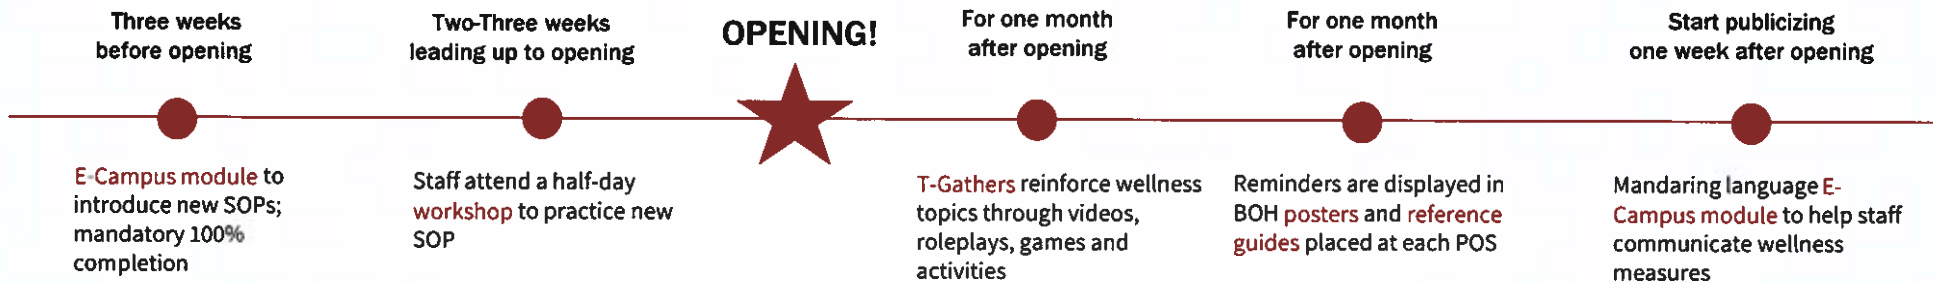 Three weeks
before opening
E-Campus module to
introduce new SOPs;
mandatory 100%
completion
Two-Three weeks
leading up to opening
Staff attend a half-day
workshop to practice new
SOP
OPENING!
For one month
after opening
T-Gathers reinforce wellness
topics through videos,
roleplays, games and
activities
For one month
after opening
Reminders are displayed in
BOH posters and reference
guides placed at each POS
Start publicizing
one week after opening
Mandaring language E-
Campus module to help staff
communicate wellness
measures